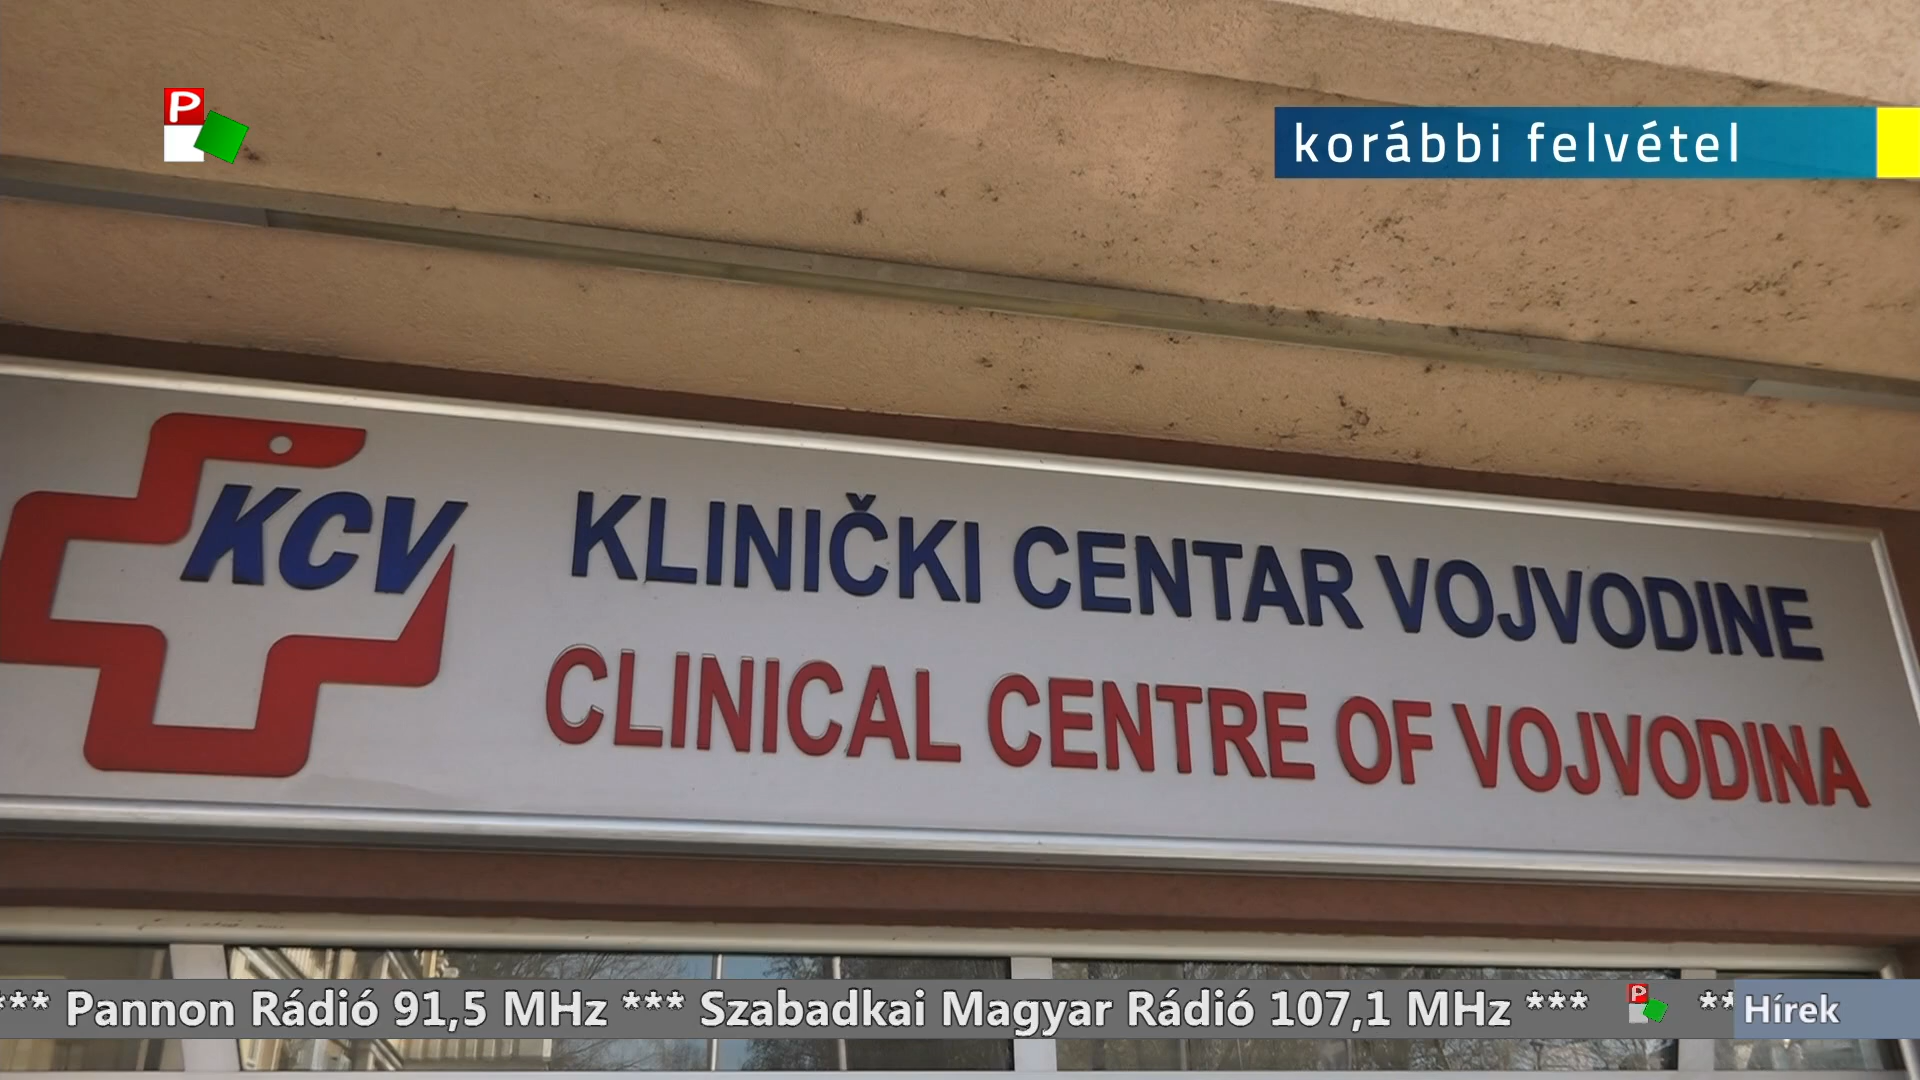 P
korábbi felvétel
KCV
KLINIČKI CENTAR VOJVODINE
CLINICAL CENTRE OF VOJVODINA
*** Pannon Rádió 91,5 MHz *** Szabadkai Magyar Rádió 107,1 MHz *** P **
Hírek